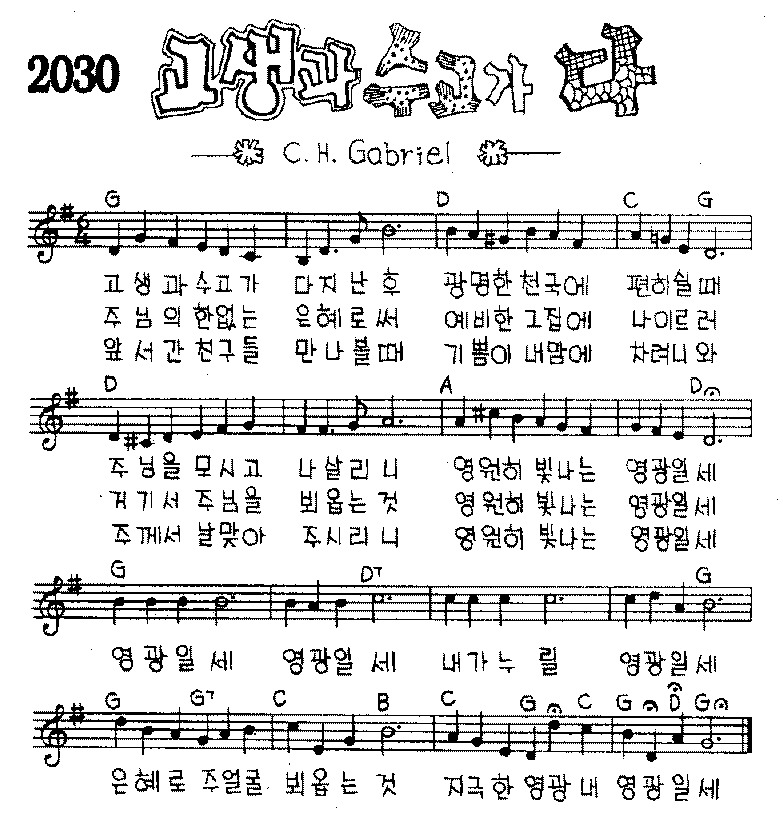 2030 고생과 수고가 다
C. H. Gabriel
G D C G
고 생 과 수고가 다 지 난 후 광명한 천국에 편히쉴때
주 님 의 한없는 은 혜 로 써 예비한 그집에 나이르러
앞 서 간 친구들 만 나 볼 때 기쁨이 내맘에 차려니와
D A D
주 님을 모시고 나 살 리 니 영원히 빛나는 영광일세
거 기서 주님을 뵈 옵 는 것 영원히 빛나는 영광일세
주 께서 날맞아 주 시 리 니 영원히 빛나는 영광일세
G D7 G
영 광 일 세 영 광일 세 내 가 누 릴 영광일세
G G7 C B C G C G D G
은 혜 로 주얼굴 뵈 옵 는 것 지극한 영광 내 영광일세